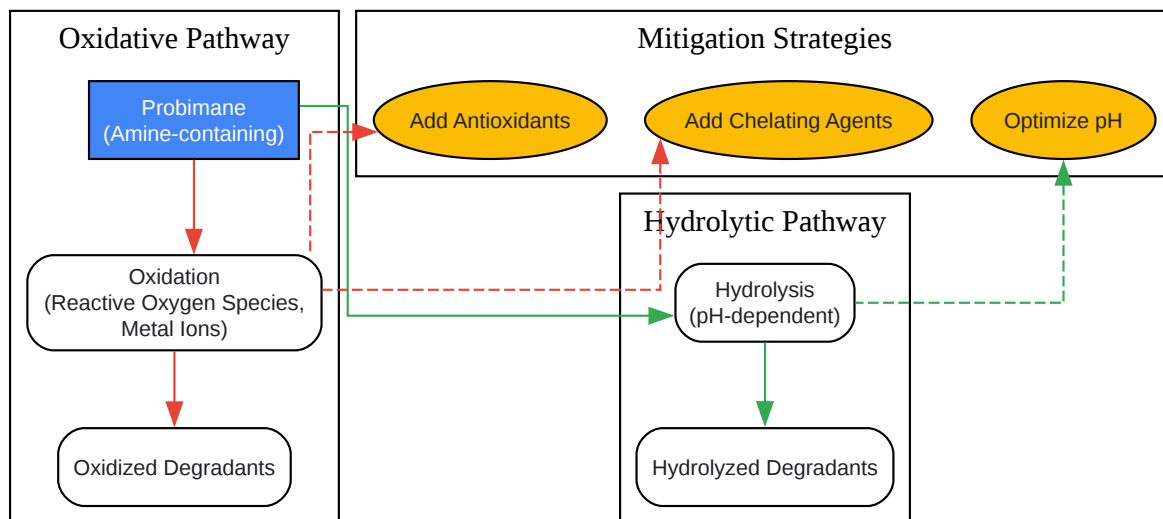 Oxidative Pathway
Probimane
(Amine-containing)
Oxidation
(Reactive Oxygen Species,
Metal Ions)
Oxidized Degradants
Mitigation Strategies
Add Antioxidants
Add Chelating Agents
Optimize pH
Hydrolytic Pathway
Hydrolysis
(pH-dependent)
Hydrolyzed Degradants